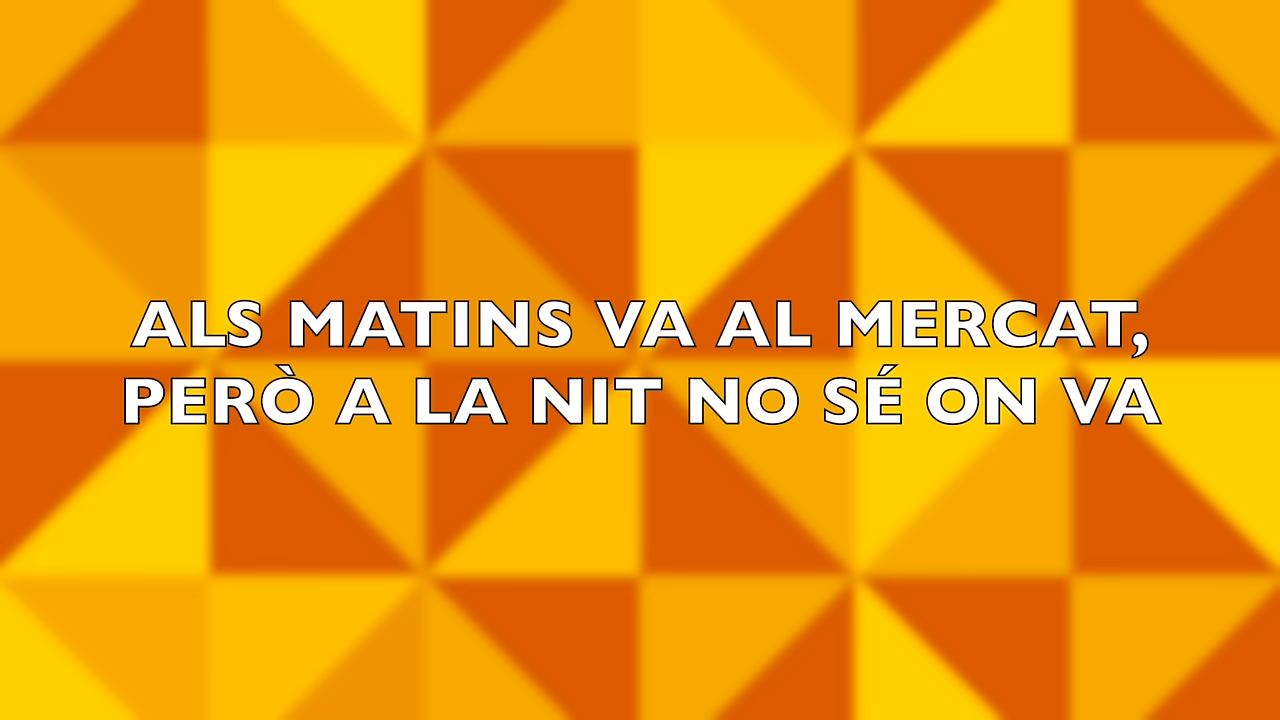 ALS MATINS VA AL MERCAT,
PERÒ A LA NIT NO SÉ ON VA